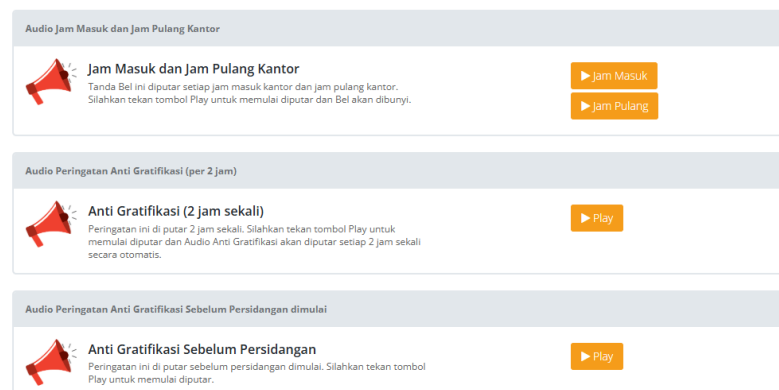 Audio Jam Masuk dan Jam Pulang Kantor
Jam Masuk dan Jam Pulang Kantor
Tanda Bel ini diputar setiap jam masuk kantor dan jam pulang kantor.
Silahkan tekan tombol Play untuk memulai diputar dan Bel akan dibunyi.
Jam Masuk
Jam Pulang
Audio Peringatan Anti Gratifikasi (per 2 jam)
Anti Gratifikasi (2 jam sekali)
Peringatan ini di putar 2 jam sekali. Silahkan tekan tombol Play untuk
memulai diputar dan Audio Anti Gratifikasi akan diputar setiap 2 jam sekali
secara otomatis.
Play
Audio Peringatan Anti Gratifikasi Sebelum Persidangan dimulai
Anti Gratifikasi Sebelum Persidangan
Peringatan ini di putar sebelum persidangan dimulai. Silahkan tekan tombol
Play untuk memulai diputar.
Play